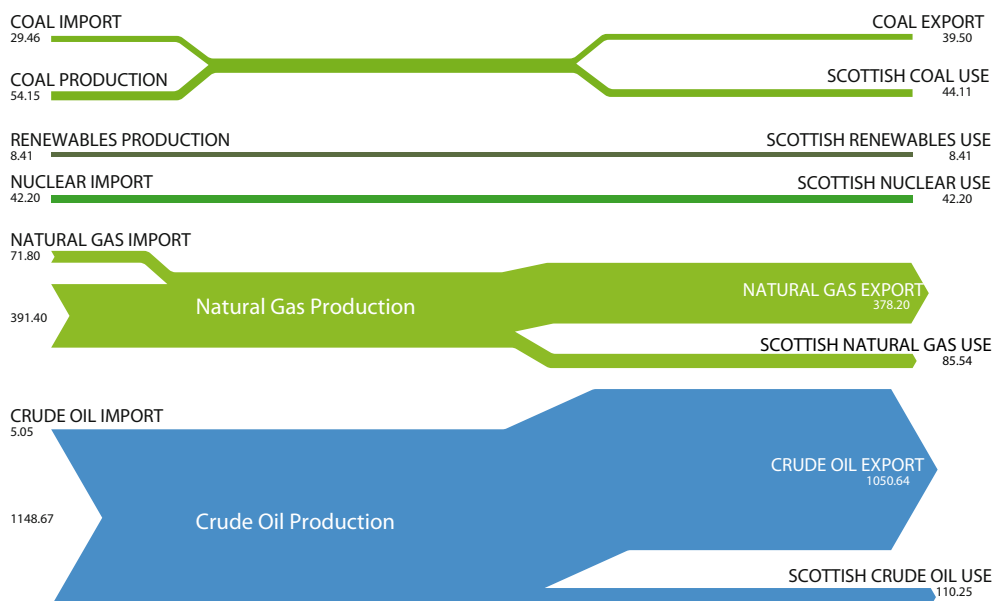 COAL IMPORT
29.46
COAL EXPORT
39.50
COAL PRODUCTION
54.15
SCOTTISH COAL USE
44.11
RENEWABLES PRODUCTION
8.41
SCOTTISH RENEWABLES USE
8.41
NUCLEAR IMPORT
42.20
SCOTTISH NUCLEAR USE
42.20
NATURAL GAS IMPORT
71.80
391.40
Natural Gas Production
NATURAL GAS EXPORT
378.20
SCOTTISH NATURAL GAS USE
85.54
CRUDE OIL IMPORT
5.05
1148.67
Crude Oil Production
CRUDE OIL EXPORT
1050.64
SCOTTISH CRUDE OIL USE
110.25